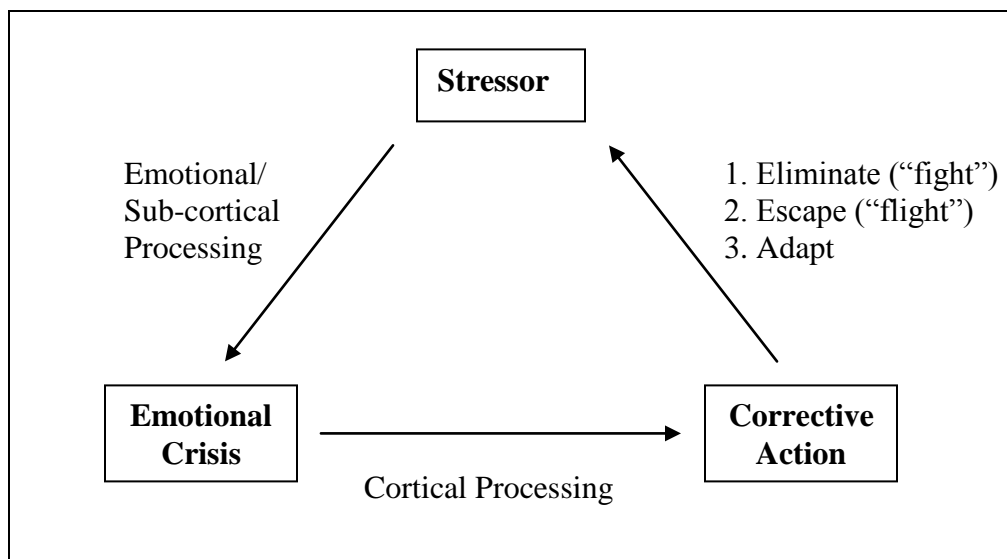 Stressor
Emotional/
Sub-cortical
Processing
1. Eliminate (“fight”)
2. Escape (“flight”)
3. Adapt
Emotional
Crisis
Corrective
Action
Cortical Processing